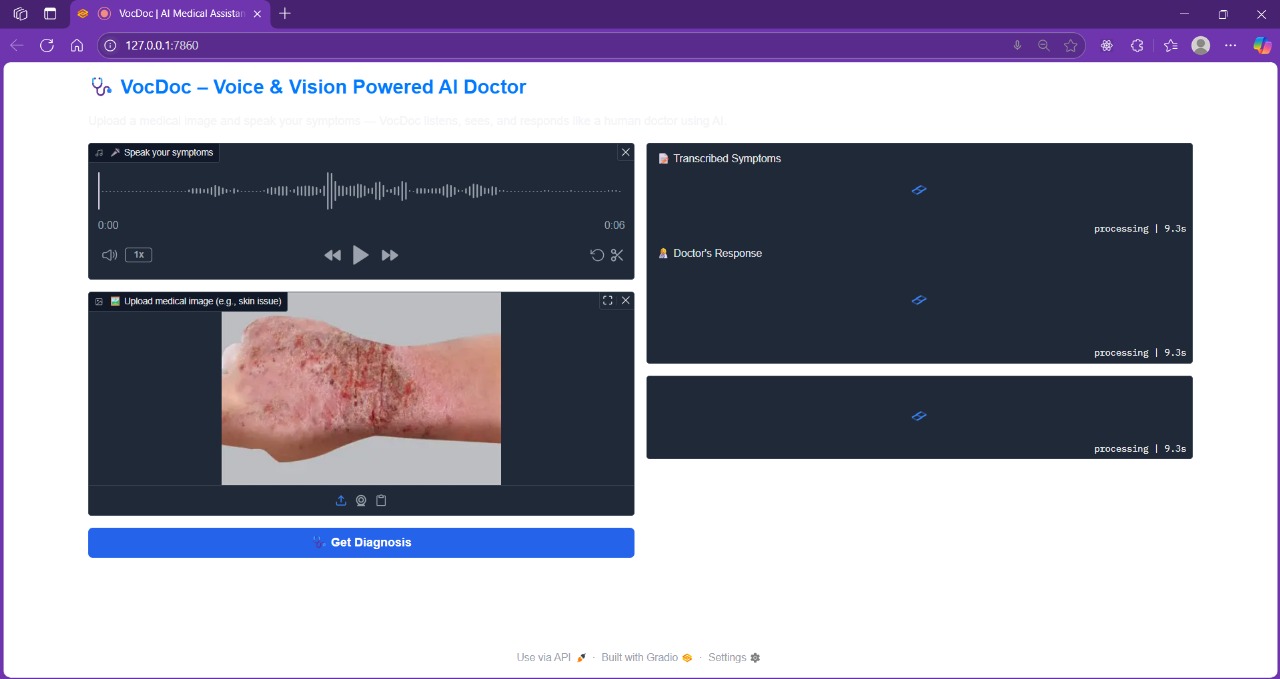 VocDoc | AI Medical Assistan
127.0.0.1:7860
VocDoc – Voice & Vision Powered AI Doctor
Upload a medical image and speak your symptoms — VocDoc listens, sees, and responds like a human doctor using AI.
Speak your symptoms
0:00
0:06
1x
Upload medical image (e.g., skin issue)
Get Diagnosis
Transcribed Symptoms
processing | 9.3s
Doctor's Response
processing | 9.3s
processing | 9.3s
Use via API · Built with Gradio · Settings